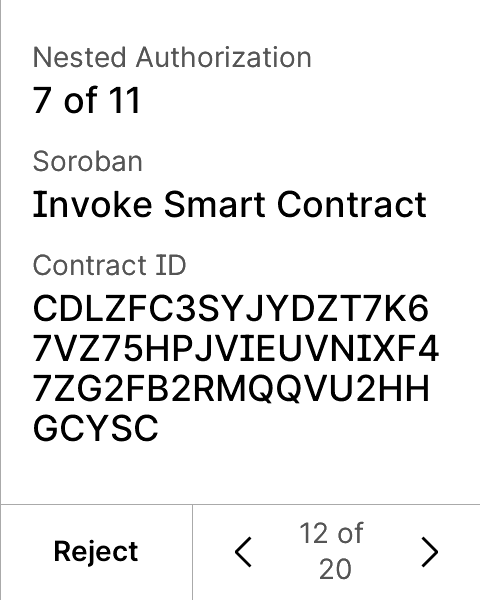 Nested Authorization
7 of 11
Soroban
Invoke Smart Contract
Contract ID
CDLZFC3SYJYDZT7K6
7VZ75HPJVIEUVNIXF4
7ZG2FB2RMQQVU2HH
GCYSC
Reject
12 of
20